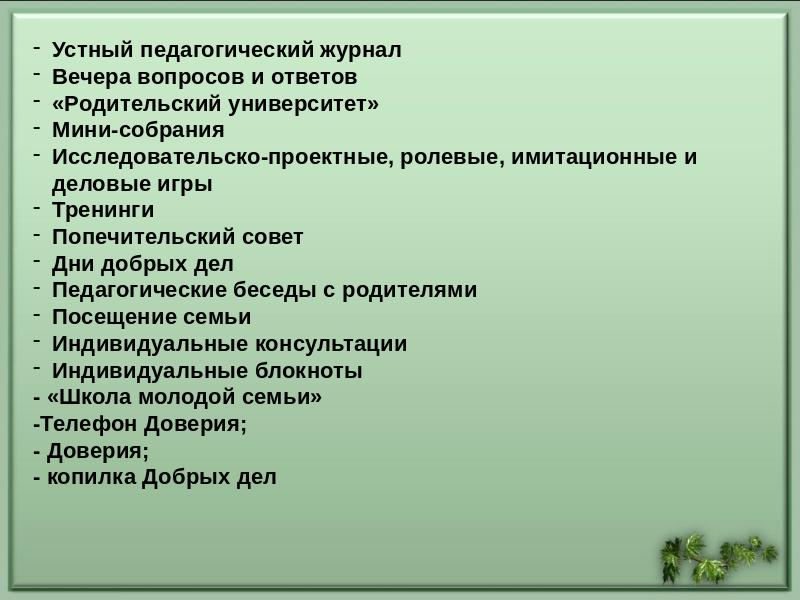 - Устный педагогический журнал
- Вечера вопросов и ответов
- «Родительский университет»
- Мини-собрания
- Исследовательско-проектные, ролевые, имитационные и
деловые игры
- Тренинги
- Попечительский совет
- Дни добрых дел
- Педагогические беседы с родителями
- Посещение семьи
- Индивидуальные консультации
- Индивидуальные блокноты
- «Школа молодой семьи»
-Телефон Доверия;
- Доверия;
- копилка Добрых дел